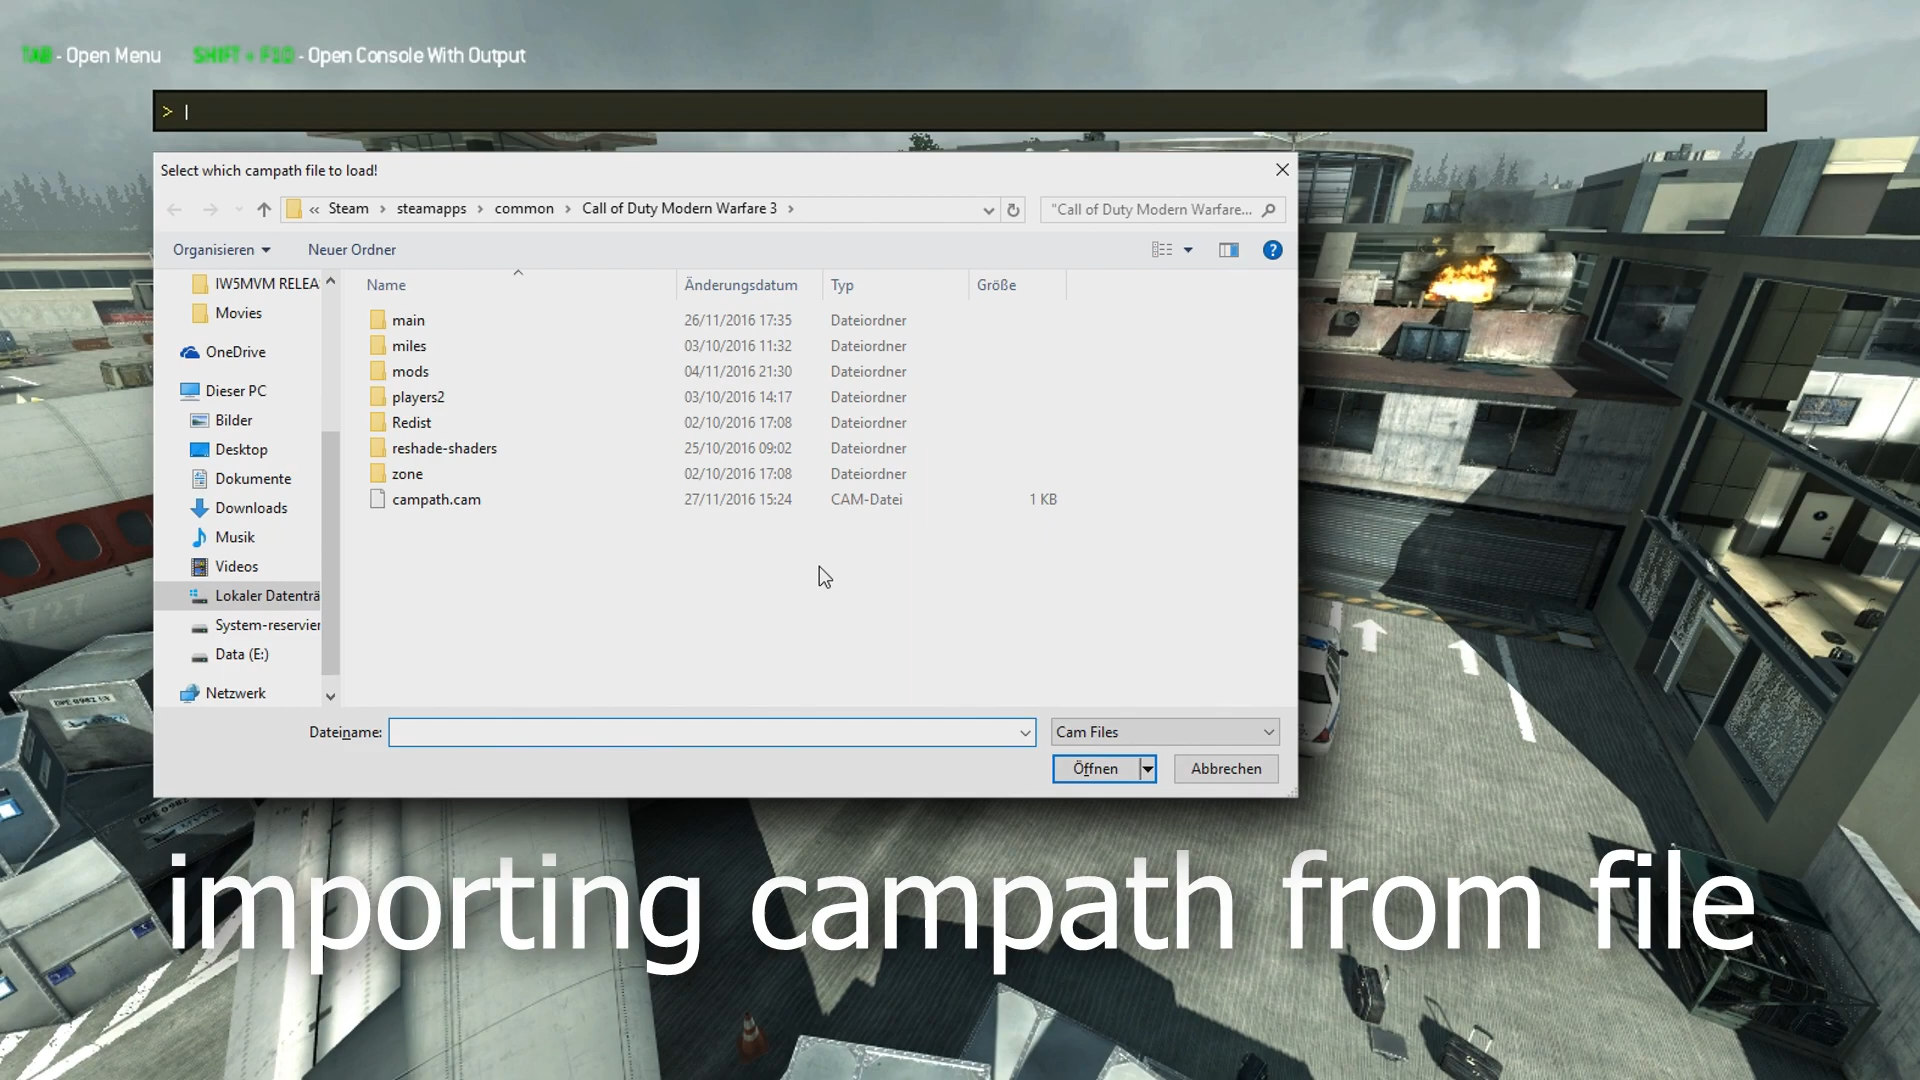 TAB - Open Menu SHIFT + F10 - Open Console With Output
>
Select which campath file to load!
« Steam › steamapps › common › Call of Duty Modern Warfare 3 ›
"Call of Duty Modern Warfare...
Organisieren Neuer Ordner
Name Änderungsdatum Typ Größe
IW5MVM RELEA
Movies
OneDrive
Dieser PC
Bilder
Desktop
Dokumente
Downloads
Musik
Videos
Lokaler Datenträ
System-reservier
Data (E:)
Netzwerk
main 26/11/2016 17:35 Dateiordner
miles 03/10/2016 11:32 Dateiordner
mods 04/11/2016 21:30 Dateiordner
players2 03/10/2016 14:17 Dateiordner
Redist 02/10/2016 17:08 Dateiordner
reshade-shaders 25/10/2016 09:02 Dateiordner
zone 02/10/2016 17:08 Dateiordner
campath.cam 27/11/2016 15:24 CAM-Datei 1 KB
Dateiname: Cam Files
Öffnen Abbrechen
727
importing campath from file